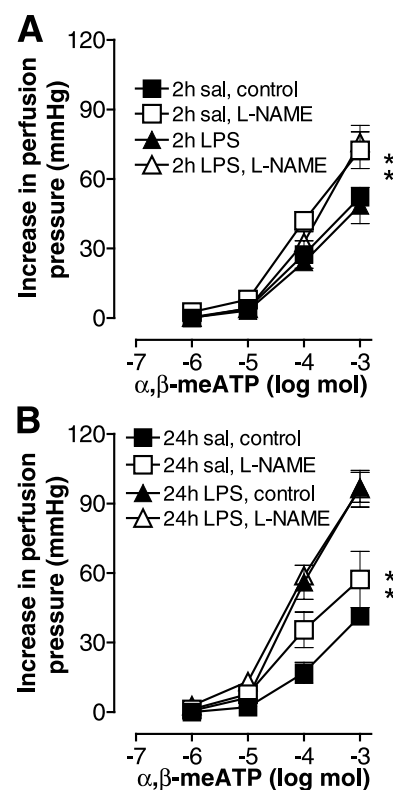 A
120
90
60
30
0
Increase in perfusion
pressure (mmHg)
2h sal, control
2h sal, L-NAME
2h LPS
2h LPS, L-NAME
*
*
-7 -6 -5 -4 -3
α,β-meATP (log mol)
B
120
90
60
30
0
Increase in perfusion
pressure (mmHg)
24h sal, control
24h sal, L-NAME
24h LPS, control
24h LPS, L-NAME
*
*
-7 -6 -5 -4 -3
α,β-meATP (log mol)